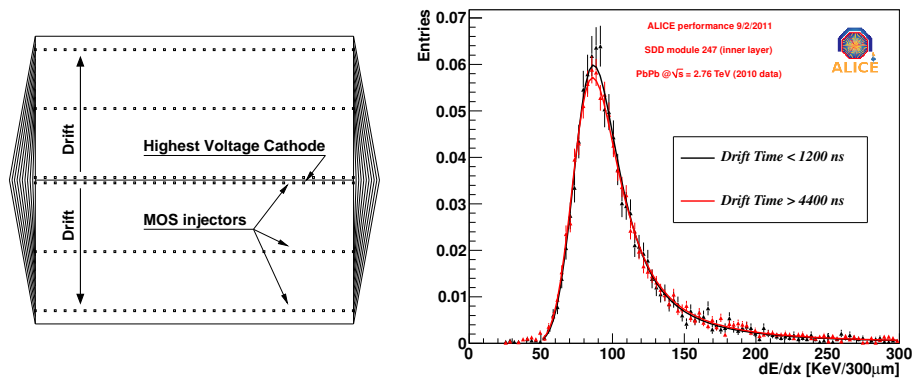 Drift
Highest Voltage Cathode
Drift
MOS injectors
Entries
0.07
0.06
0.05
0.04
0.03
0.02
0.01
0
0
50
100
150
200
250
300
dE/dx [KeV/300μm]
ALICE performance 9/2/2011
SDD module 247 (inner layer)
PbPb @√s = 2.76 TeV (2010 data)
ALICE
Drift Time < 1200 ns
Drift Time > 4400 ns